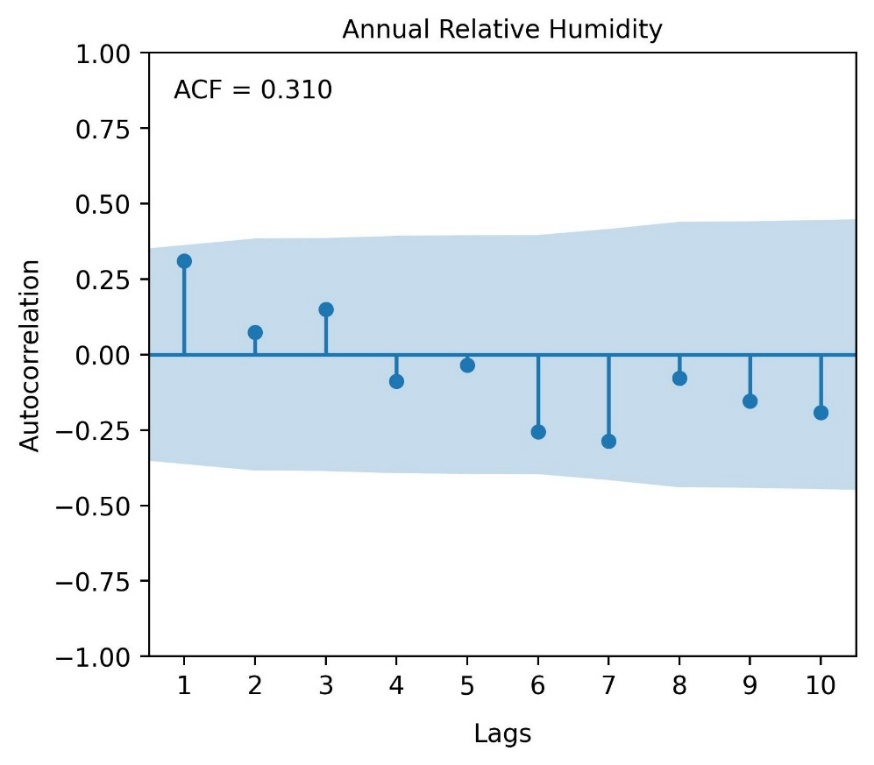 Annual Relative Humidity
ACF = 0.310
1.00
0.75
0.50
0.25
0.00
−0.25
−0.50
−0.75
−1.00
Autocorrelation
1 2 3 4 5 6 7 8 9 10
Lags